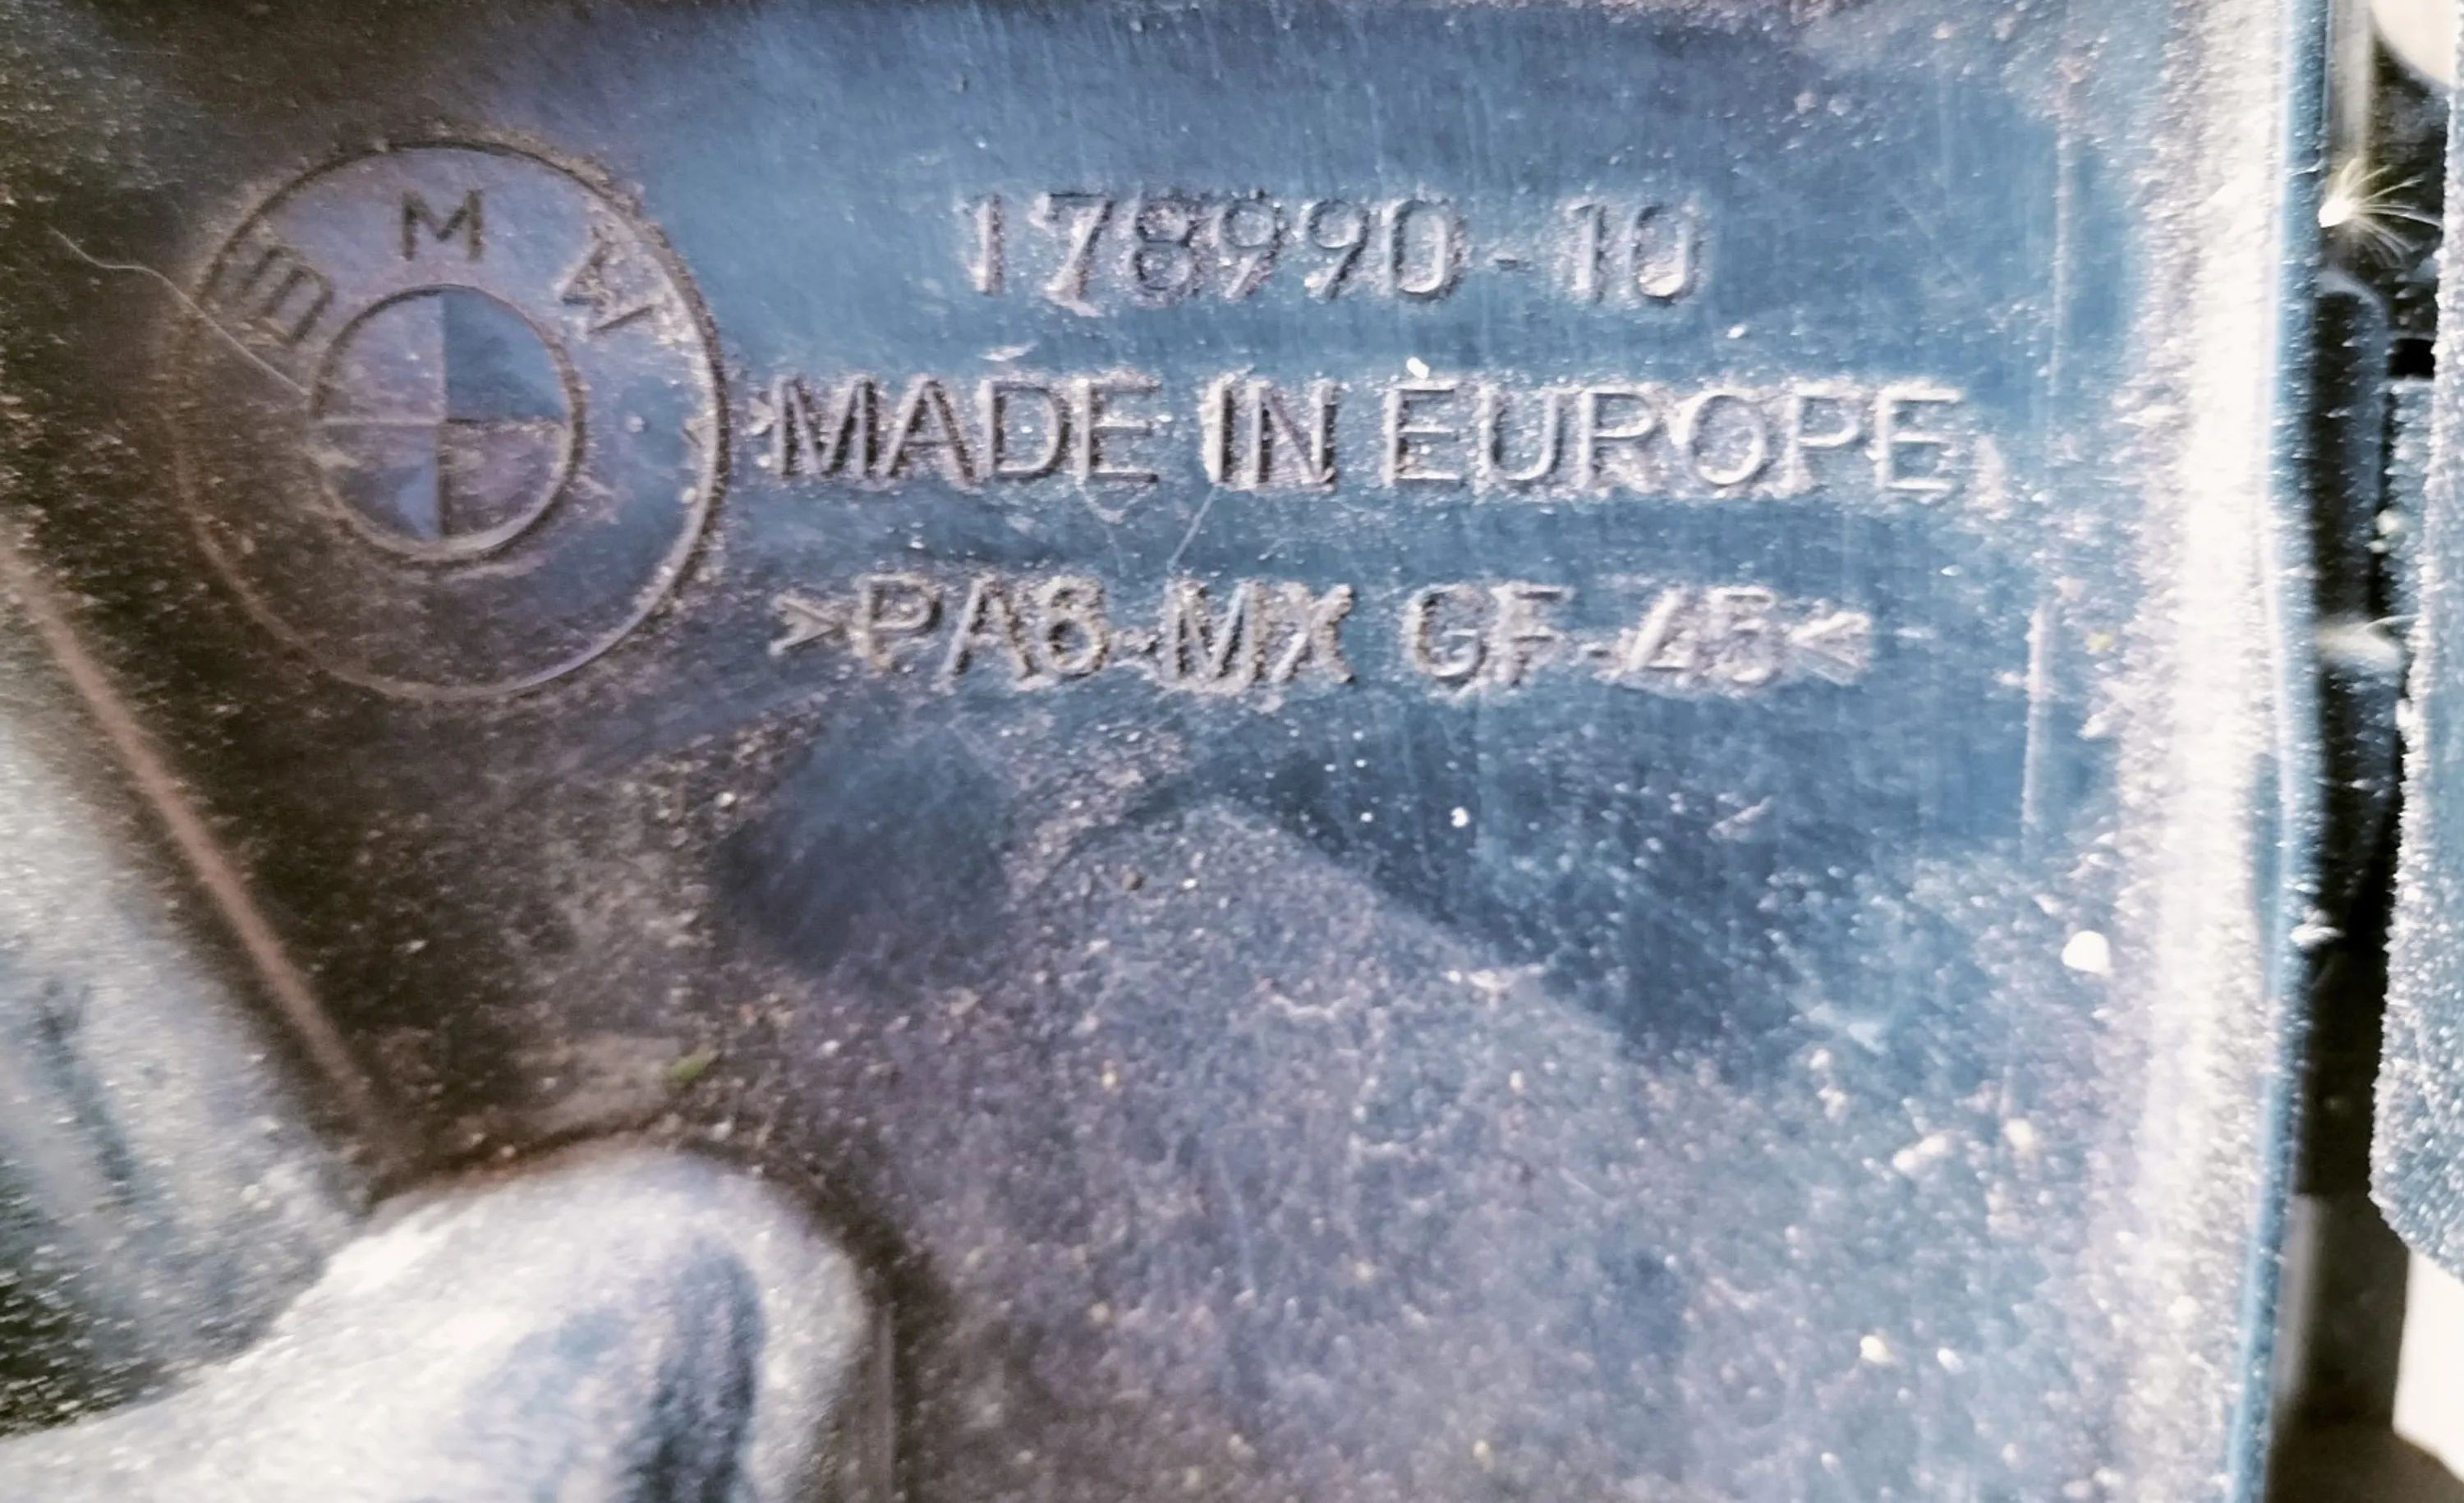 BMW
178990-10
MADE IN EUROPE
>PA6-MX GF 45<